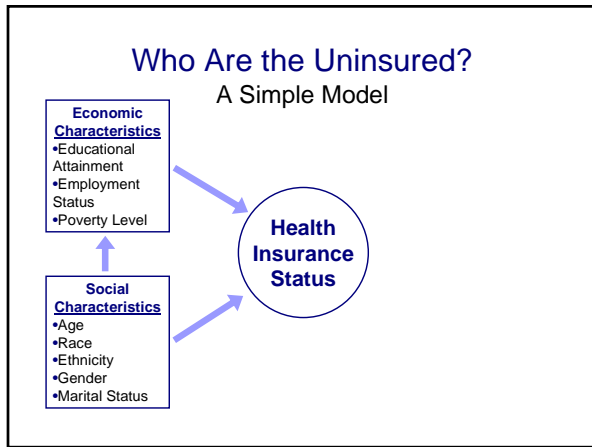 Who Are the Uninsured?
A Simple Model
Economic
Characteristics
•Educational
Attainment
•Employment
Status
•Poverty Level
Health
Insurance
Status
Social
Characteristics
•Age
•Race
•Ethnicity
•Gender
•Marital Status